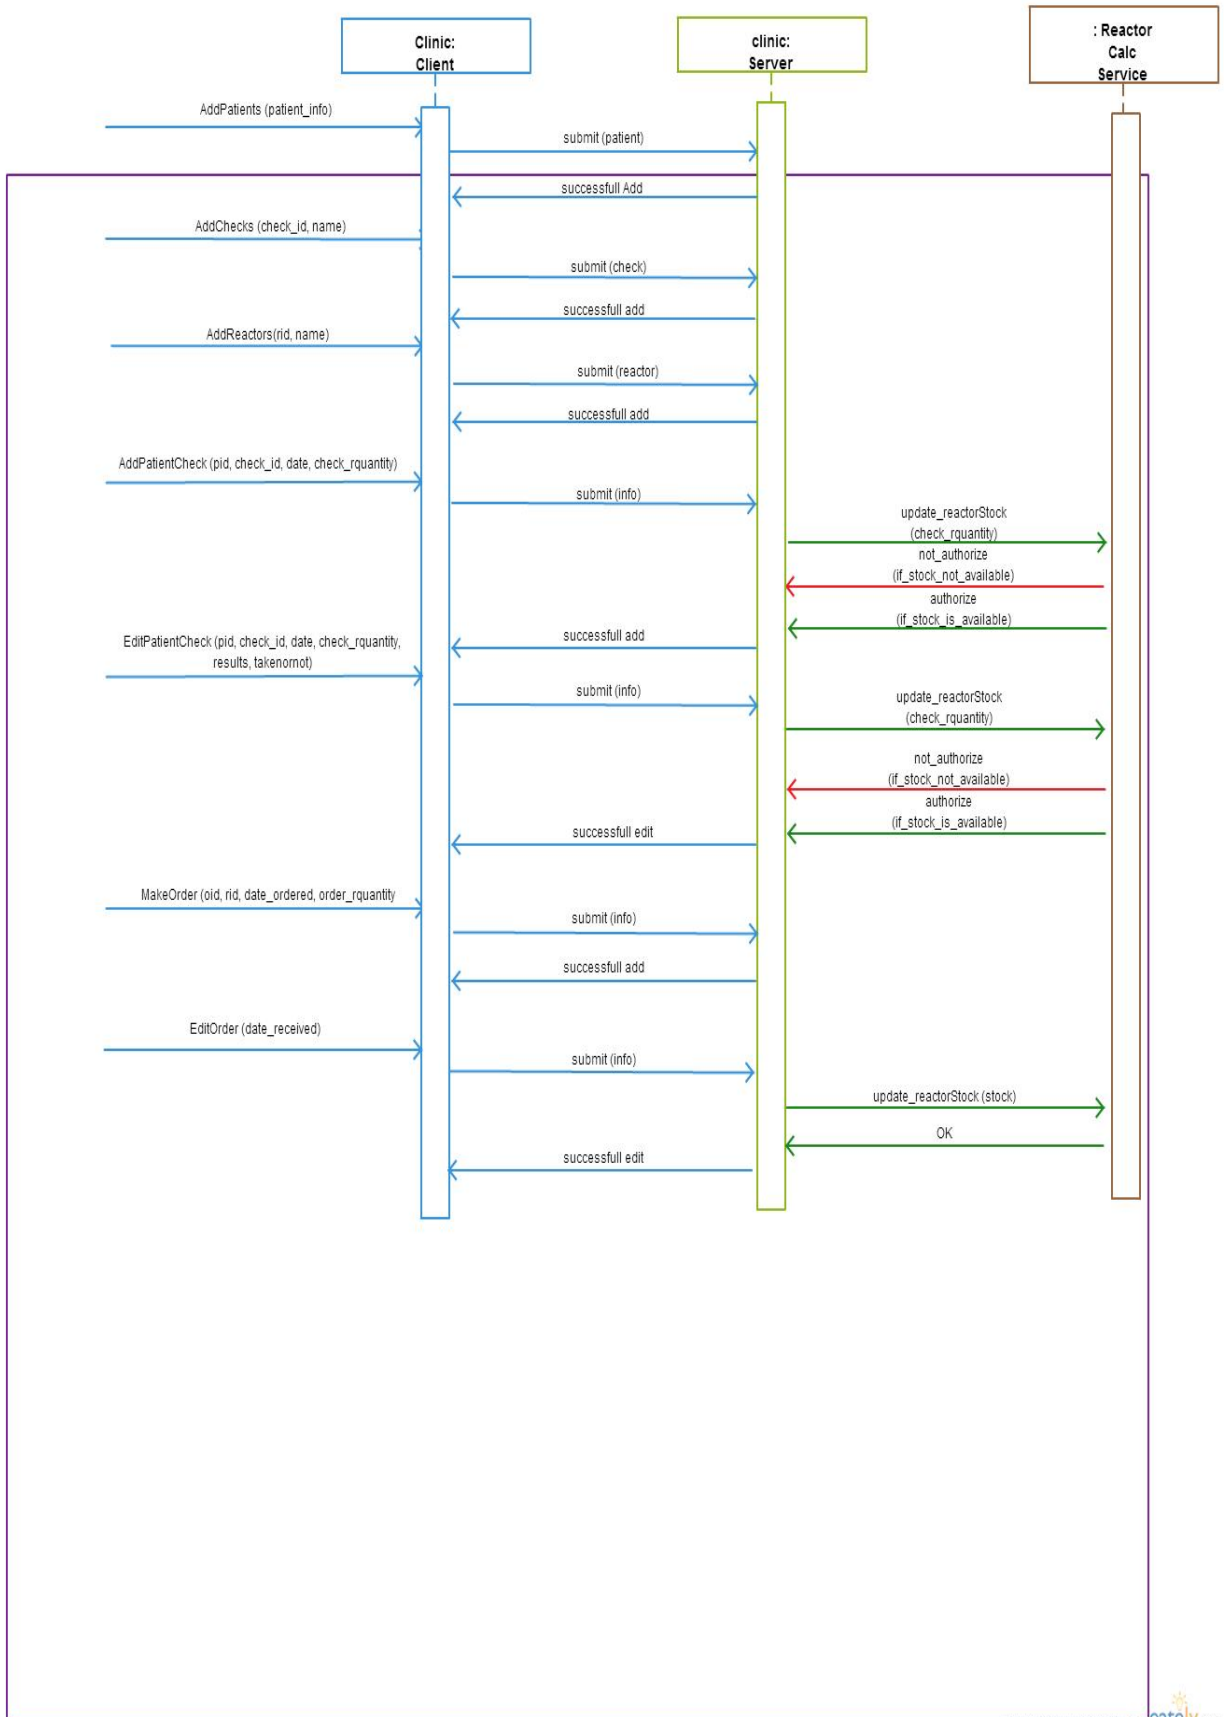 Clinic:
Client
clinic:
Server
: Reactor
Calc
Service
AddPatients (patient_info)
submit (patient)
successfull Add
AddChecks (check_id, name)
submit (check)
successfull add
AddReactors(rid, name)
submit (reactor)
successfull add
AddPatientCheck (pid, check_id, date, check_rquantity)
submit (info)
update_reactorStock
(check_rquantity)
not_authorize
(if_stock_not_available)
authorize
(if_stock_is_available)
successfull add
EditPatientCheck (pid, check_id, date, check_rquantity,
results, takenornot)
submit (info)
update_reactorStock
(check_rquantity)
not_authorize
(if_stock_not_available)
authorize
(if_stock_is_available)
successfull edit
MakeOrder (oid, rid, date_ordered, order_rquantity
submit (info)
successfull add
EditOrder (date_received)
submit (info)
update_reactorStock (stock)
OK
successfull edit